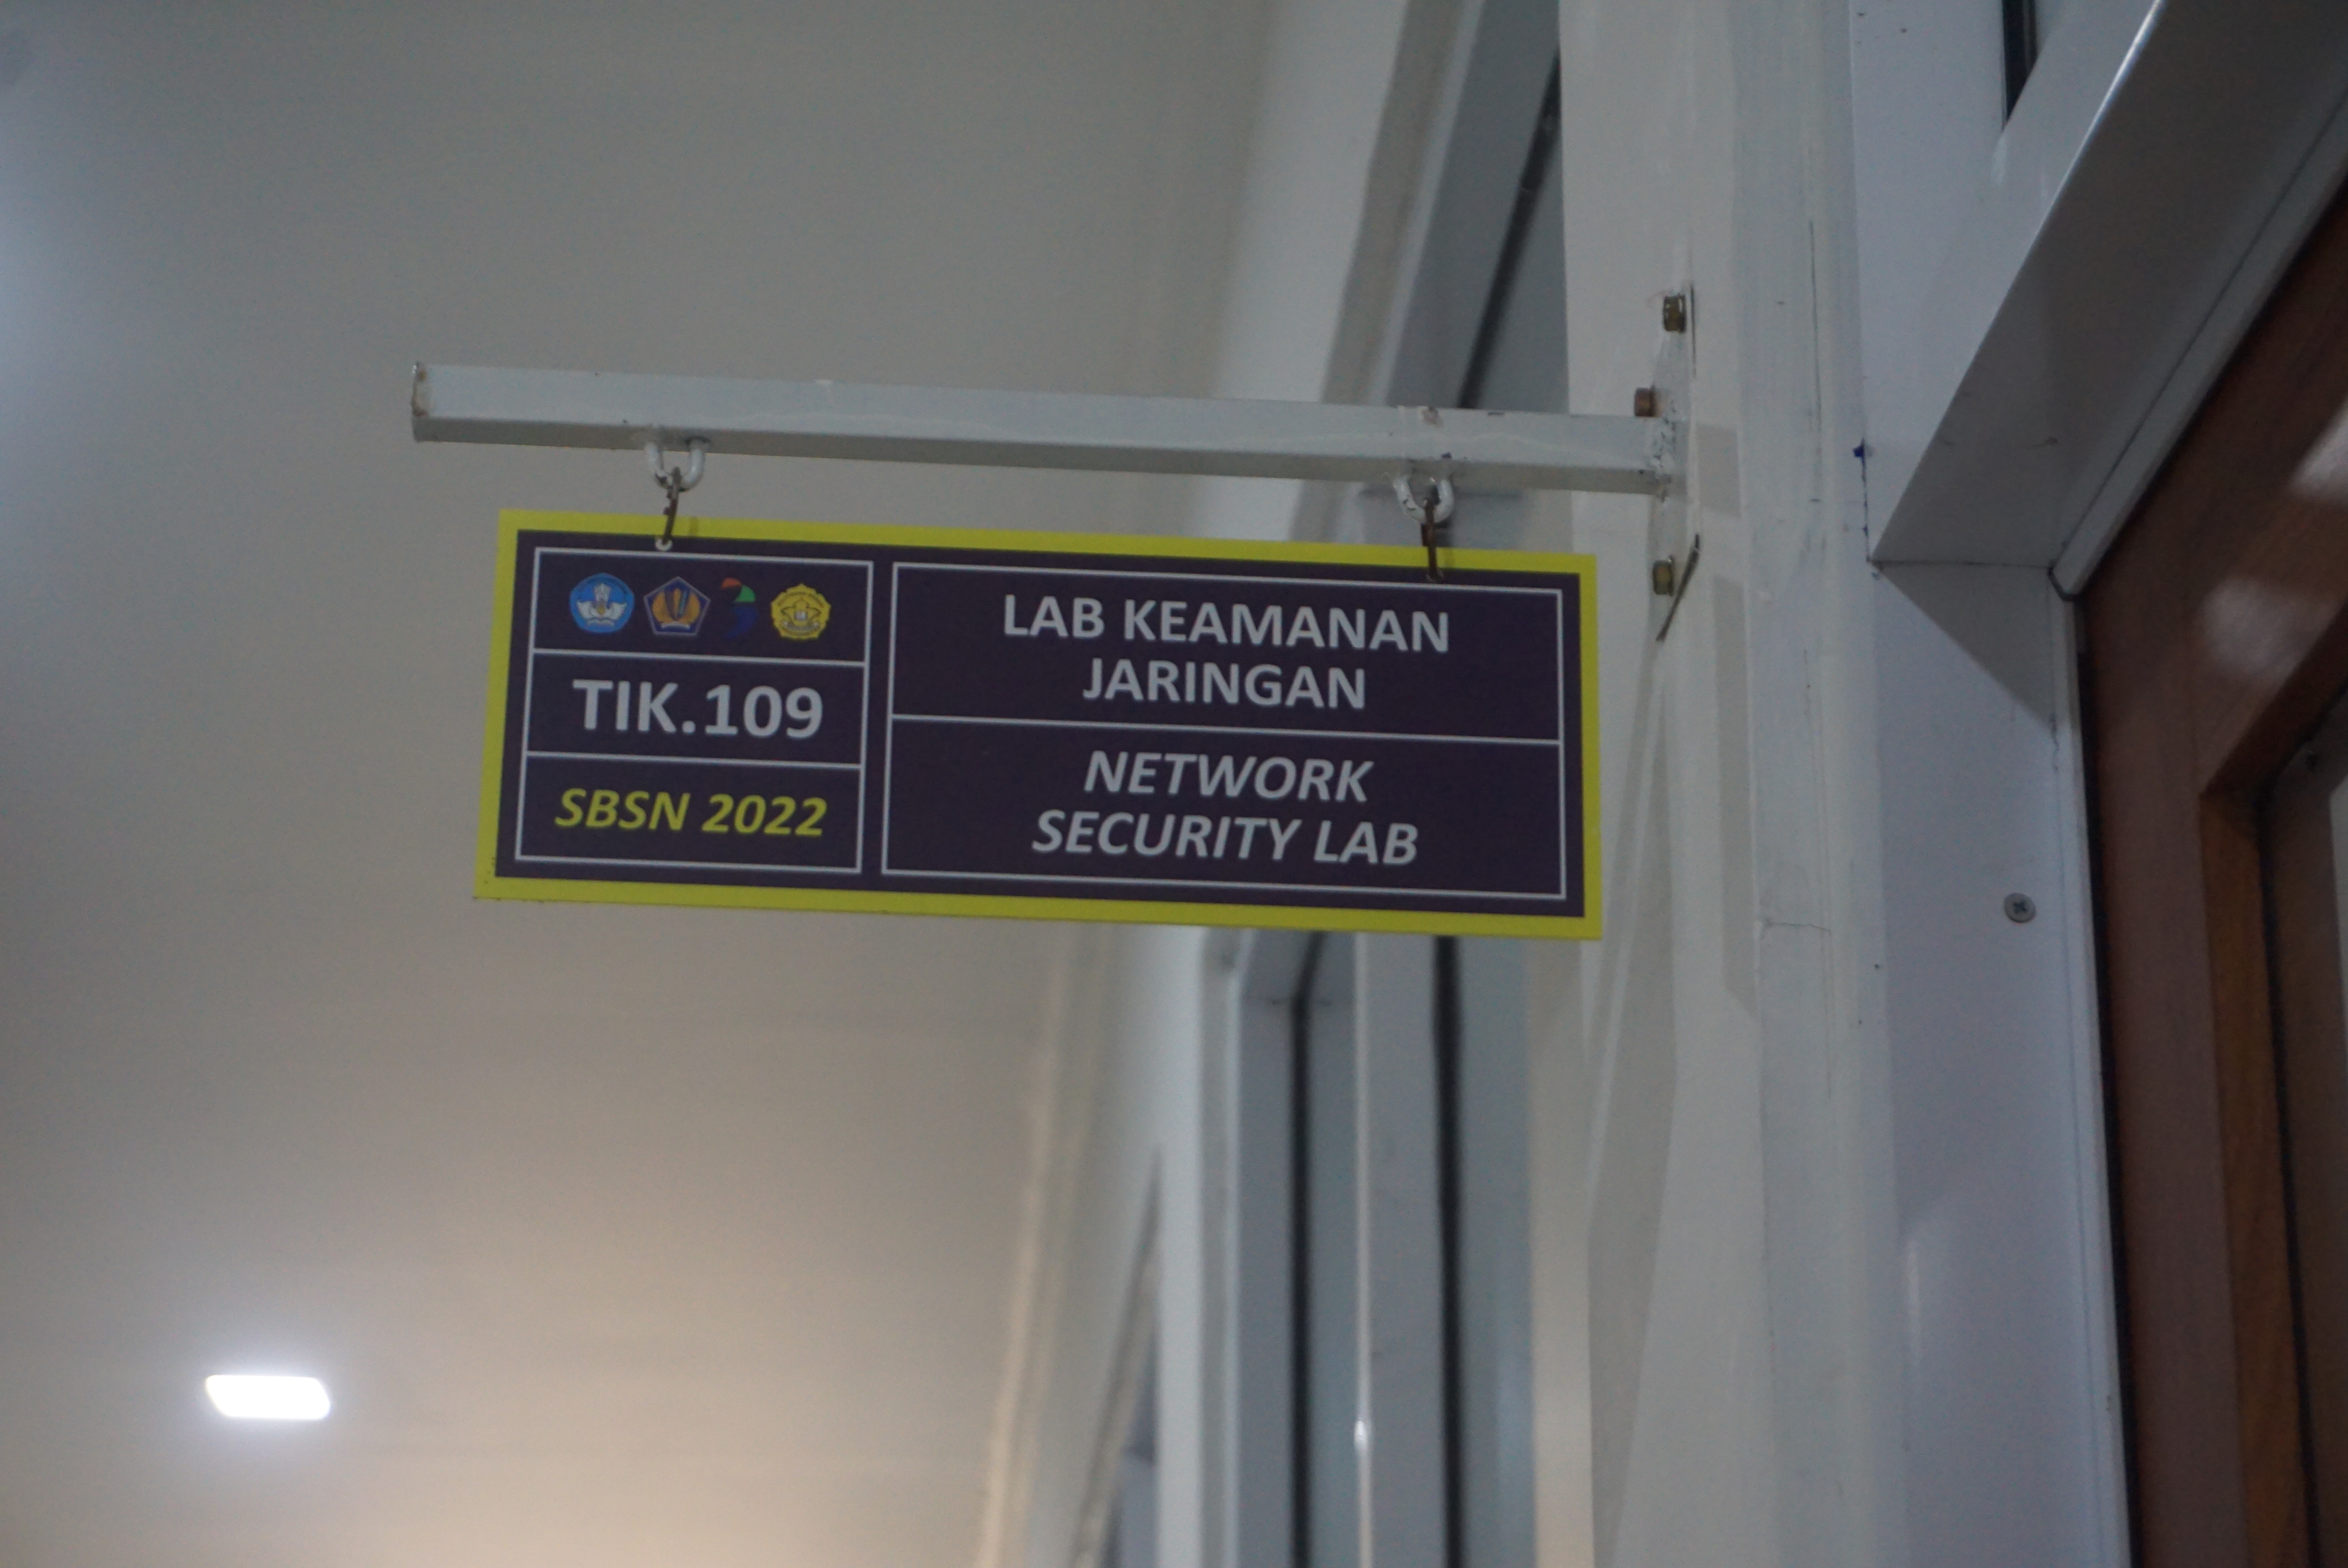 TIK.109
SBSN 2022
LAB KEAMANAN
JARINGAN
NETWORK
SECURITY LAB